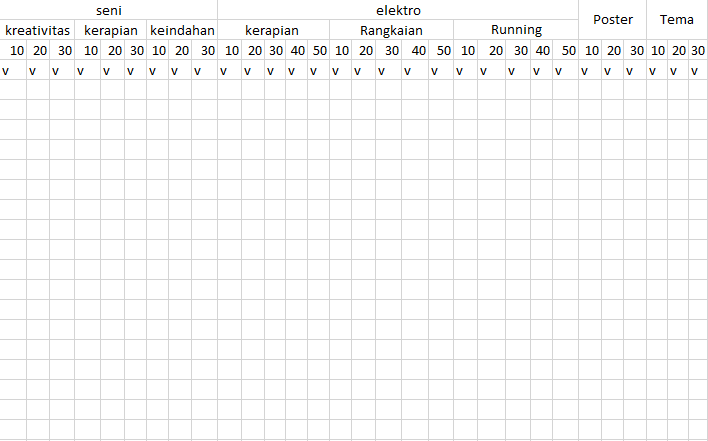 seni elektro Poster Tema
kreativitas kerapian keindahan kerapian Rangkaian Running
10 20 30 10 20 30 10 20 30 10 20 30 40 50 10 20 30 40 50 10 20 30 40 50 10 20 30 10 20 30
v v v v v v v v v v v v v v v v v v v v v v v v v v v v v v